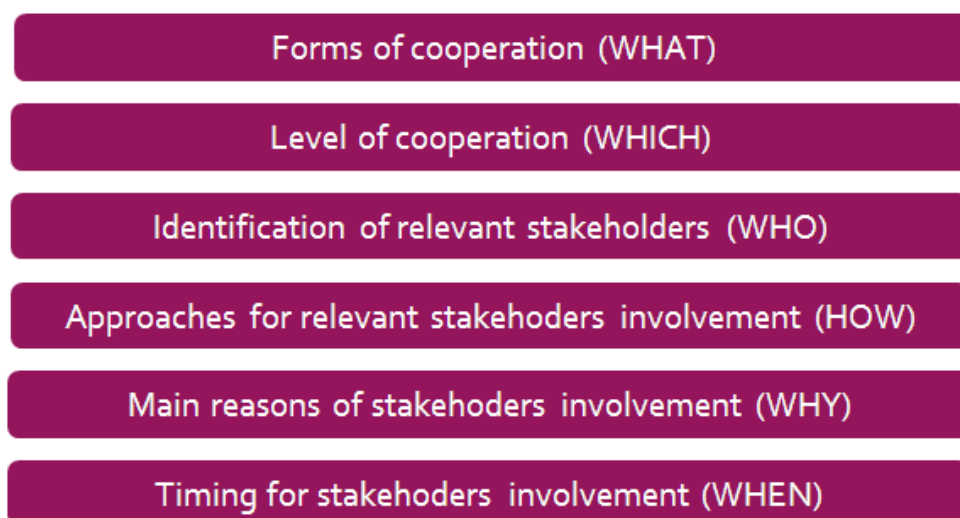 Forms of cooperation (WHAT)
Level of cooperation (WHICH)
Identification of relevant stakeholders (WHO)
Approaches for relevant stakehoders involvement (HOW)
Main reasons of stakehoders involvement (WHY)
Timing for stakehoders involvement (WHEN)